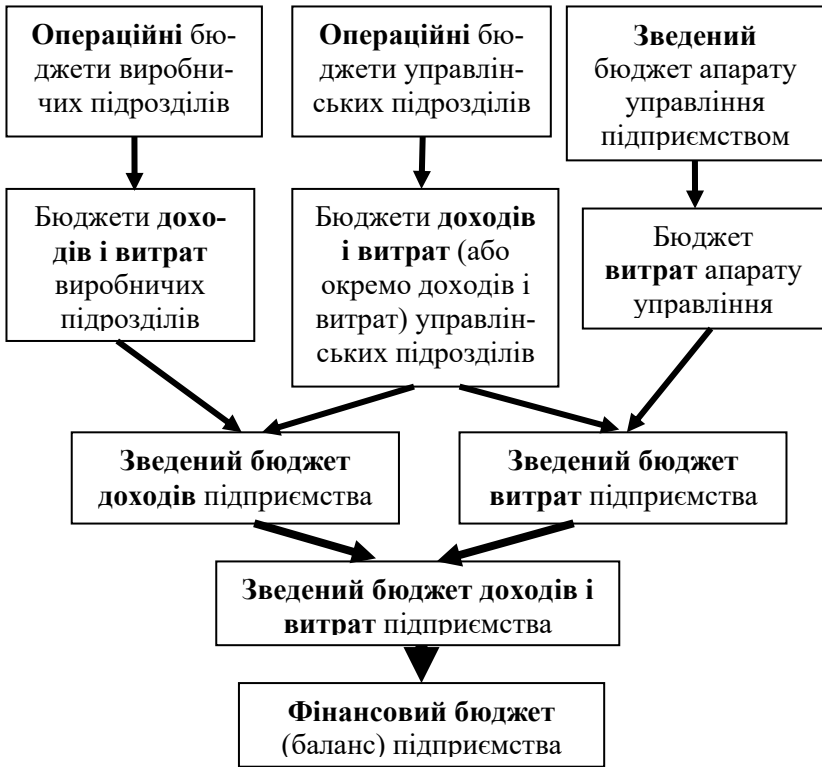 Операційні бю-
джети виробни-
чих підрозділів
Операційні бю-
джети управлін-
ських підрозділів
Зведений
бюджет апарату
управління
підприємством
Бюджети дохо-
дів і витрат
виробничих
підрозділів
Бюджети доходів
і витрат (або
окремо доходів і
витрат) управлін-
ських підрозділів
Бюджет
витрат апарату
управління
Зведений бюджет
доходів підприємства
Зведений бюджет
витрат підприємства
Зведений бюджет доходів і
витрат підприємства
Фінансовий бюджет
(баланс) підприємства